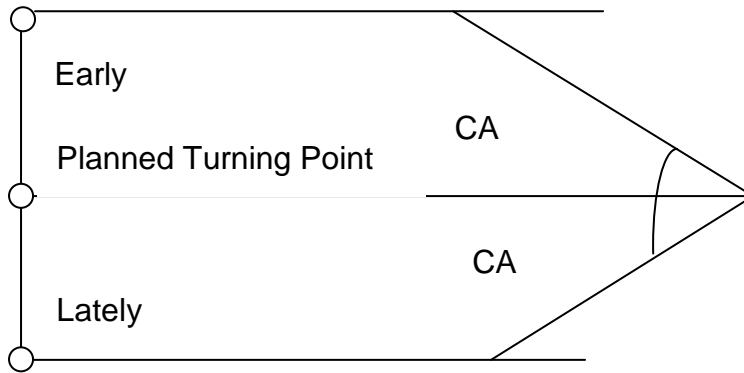 Early
CA
Planned Turning Point
CA
Lately